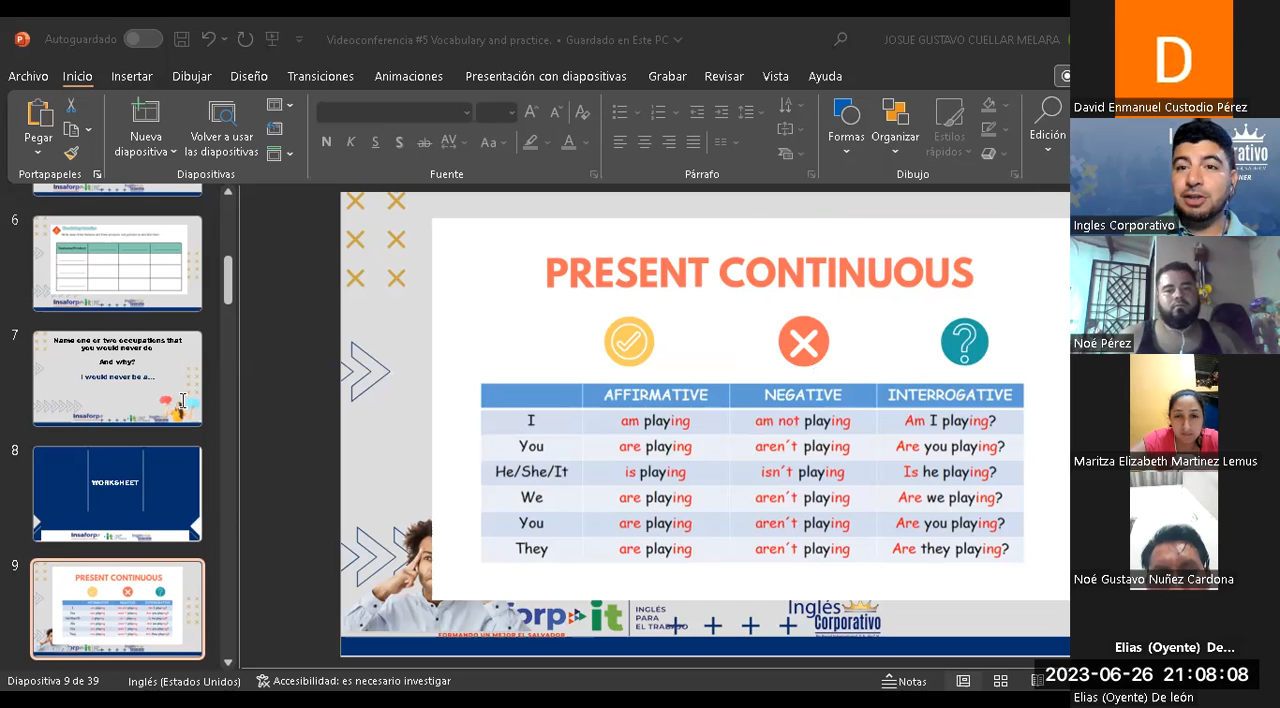 Autoguardado
Videoconferencia #5 Vocabulary and practice. • Guardado en Este PC
JOSUE GUSTAVO CUELLAR MELARA
Archivo Inicio Insertar Dibujar Diseño Transiciones Animaciones Presentación con diapositivas Grabar Revisar Vista Ayuda
Pegar
Nueva diapositiva
Volver a usar las diapositivas
N K S S ab AV Aa A
Formas
Organizar
Estilos rápidos
Edición
Portapapeles Diapositivas Fuente Párrafo Dibujo
6
7
Name one or two occupations that
you would never do
And why?
I would never be a...
8
WORKSHEET
9
PRESENT CONTINUOUS
PRESENT CONTINUOUS
AFFIRMATIVE NEGATIVE INTERROGATIVE
I am playing am not playing Am I playing?
You are playing aren´t playing Are you playing?
He/She/It is playing isn´t playing Is he playing?
We are playing aren´t playing Are we playing?
You are playing aren´t playing Are you playing?
They are playing aren´t playing Are they playing?
orp it
INGLÉS
PARA
EL TRABAJO
FORMANDO UN MEJOR EL SALVADOR
Inglés
Corporativo
Diapositiva 9 de 39 Inglés (Estados Unidos) Accesibilidad: es necesario investigar Notas
D
David Enmanuel Custodio Pérez
Ingles Corporativo
Noé Pérez
Maritza Elizabeth Martinez Lemus
Noé Gustavo Nuñez Cardona
Elias (Oyente) De...
2023-06-26 21:08:08
Elias (Oyente) De león